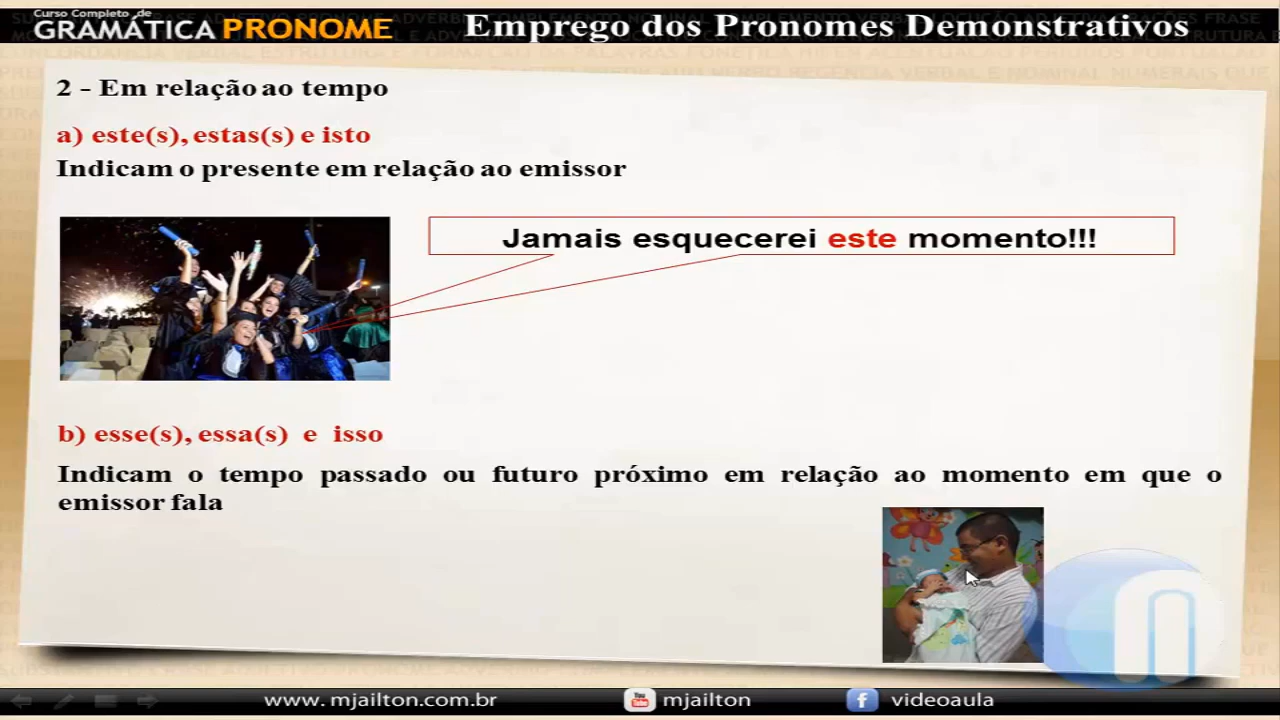 Curso Completo de
GRAMÁTICA PRONOME
Emprego dos Pronomes Demonstrativos
2 - Em relação ao tempo
a) este(s), estas(s) e isto
Indicam o presente em relação ao emissor
Jamais esquecerei este momento!!!
b) esse(s), essa(s) e isso
Indicam o tempo passado ou futuro próximo em relação ao momento em que o
emissor fala
www. mjailton.com.br
You
mjailton
f
videoaula